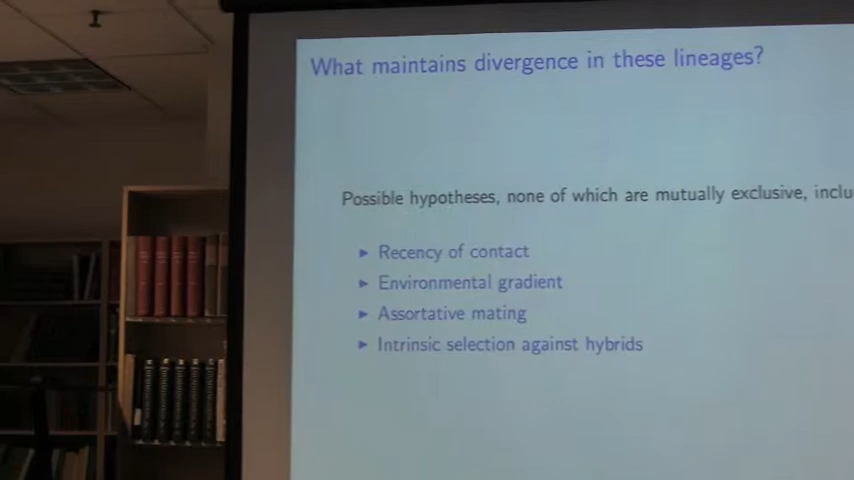 What maintains divergence in these lineages?
Possible hypotheses, none of which are mutually exclusive,
Recency of contact
Environmental gradient
Assortative mating
Intrinsic selection against hybrids